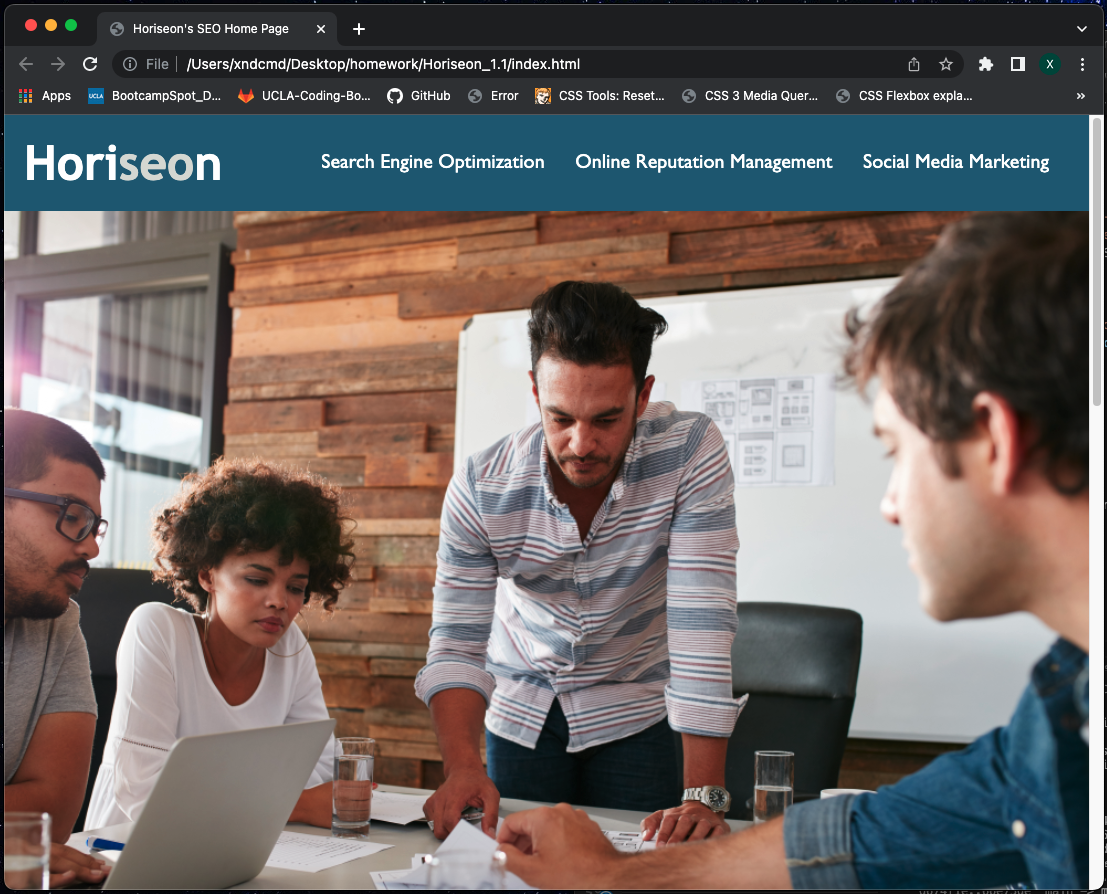 Horiseon's SEO Home Page
File /Users/xndcmd/Desktop/homework/Horiseon_1.1/index.html
X
Apps UCLA BootcampSpot_D... UCLA-Coding-Bo... GitHub Error CSS Tools: Reset... CSS 3 Media Quer... CSS Flexbox expla... »
Horiseon Search Engine Optimization Online Reputation Management Social Media Marketing